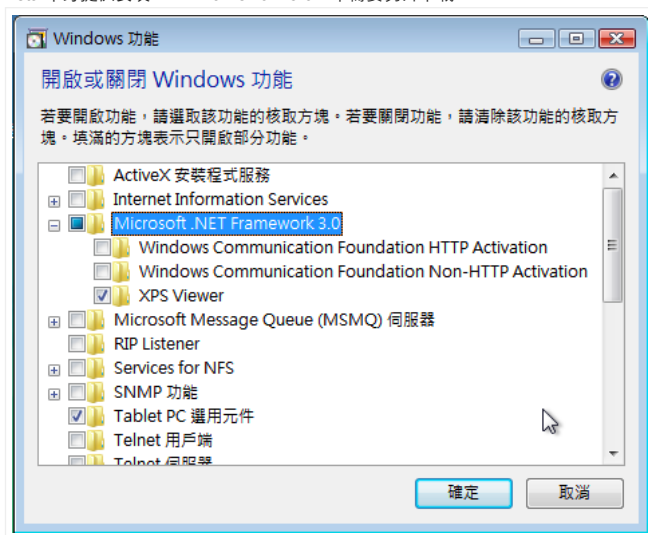 Windows 功能
開啟或關閉 Windows 功能
若要開啟功能，請選取該功能的核取方塊。若要關閉功能，請清除該功能的核取方
塊。填滿的方塊表示只開啟部分功能。
ActiveX 安裝程式服務
Internet Information Services
Microsoft .NET Framework 3.0
Windows Communication Foundation HTTP Activation
Windows Communication Foundation Non-HTTP Activation
XPS Viewer
Microsoft Message Queue (MSMQ) 伺服器
RIP Listener
Services for NFS
SNMP 功能
Tablet PC 選用元件
Telnet 用戶端
Telnet 伺服器
確定
取消